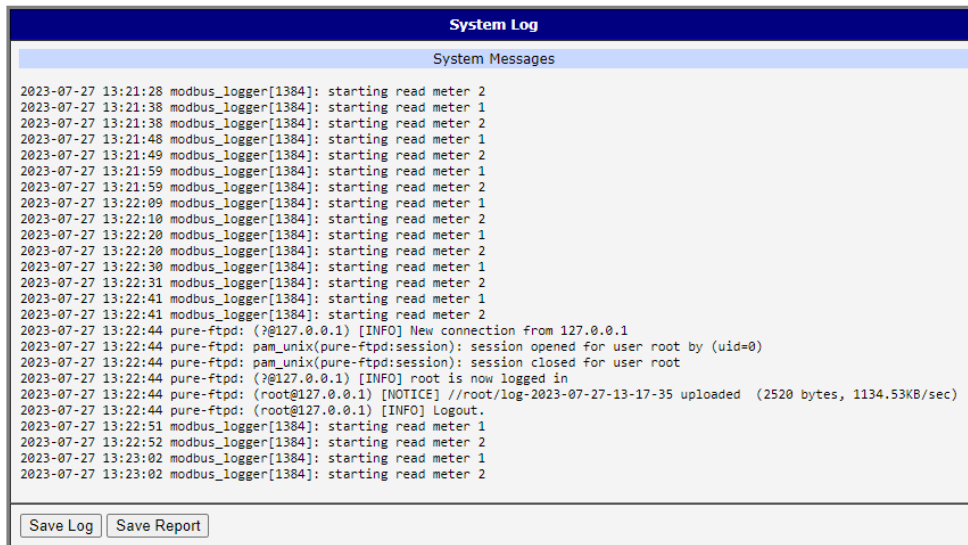 System Log
System Messages
2023-07-27 13:21:28 modbus_logger[1384]: starting read meter 2
2023-07-27 13:21:38 modbus_logger[1384]: starting read meter 1
2023-07-27 13:21:38 modbus_logger[1384]: starting read meter 2
2023-07-27 13:21:48 modbus_logger[1384]: starting read meter 1
2023-07-27 13:21:49 modbus_logger[1384]: starting read meter 2
2023-07-27 13:21:59 modbus_logger[1384]: starting read meter 1
2023-07-27 13:21:59 modbus_logger[1384]: starting read meter 2
2023-07-27 13:22:09 modbus_logger[1384]: starting read meter 1
2023-07-27 13:22:10 modbus_logger[1384]: starting read meter 2
2023-07-27 13:22:20 modbus_logger[1384]: starting read meter 1
2023-07-27 13:22:20 modbus_logger[1384]: starting read meter 2
2023-07-27 13:22:30 modbus_logger[1384]: starting read meter 1
2023-07-27 13:22:31 modbus_logger[1384]: starting read meter 2
2023-07-27 13:22:41 modbus_logger[1384]: starting read meter 1
2023-07-27 13:22:41 modbus_logger[1384]: starting read meter 2
2023-07-27 13:22:44 pure-ftpd: (?@127.0.0.1) [INFO] New connection from 127.0.0.1
2023-07-27 13:22:44 pure-ftpd: pam_unix(pure-ftpd:session): session opened for user root by (uid=0)
2023-07-27 13:22:44 pure-ftpd: pam_unix(pure-ftpd:session): session closed for user root
2023-07-27 13:22:44 pure-ftpd: (?@127.0.0.1) [INFO] root is now logged in
2023-07-27 13:22:44 pure-ftpd: (root@127.0.0.1) [NOTICE] //root/log-2023-07-27-13-17-35 uploaded  (2520 bytes, 1134.53KB/sec)
2023-07-27 13:22:44 pure-ftpd: (root@127.0.0.1) [INFO] Logout.
2023-07-27 13:22:51 modbus_logger[1384]: starting read meter 1
2023-07-27 13:22:52 modbus_logger[1384]: starting read meter 2
2023-07-27 13:23:02 modbus_logger[1384]: starting read meter 1
2023-07-27 13:23:02 modbus_logger[1384]: starting read meter 2
Save Log Save Report